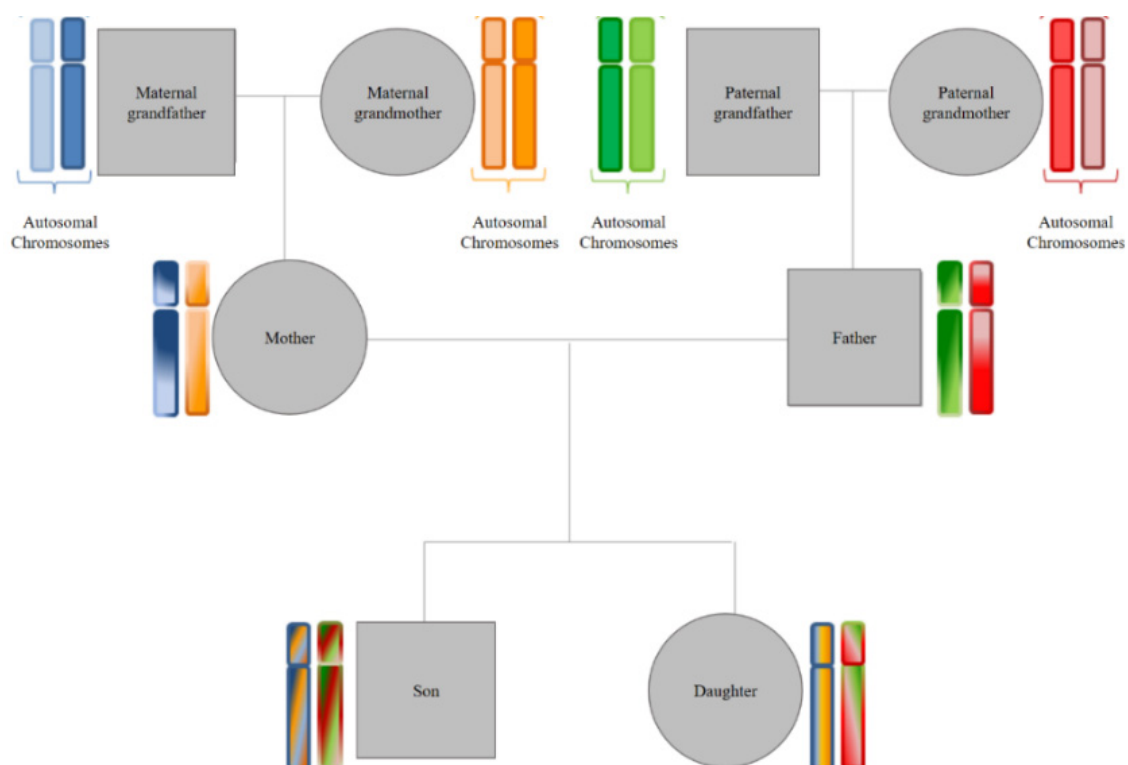 Maternal
grandfather
Maternal
grandmother
Paternal
grandfather
Paternal
grandmother
Autosomal
Chromosomes
Autosomal
Chromosomes
Autosomal
Chromosomes
Autosomal
Chromosomes
Mother
Father
Son
Daughter